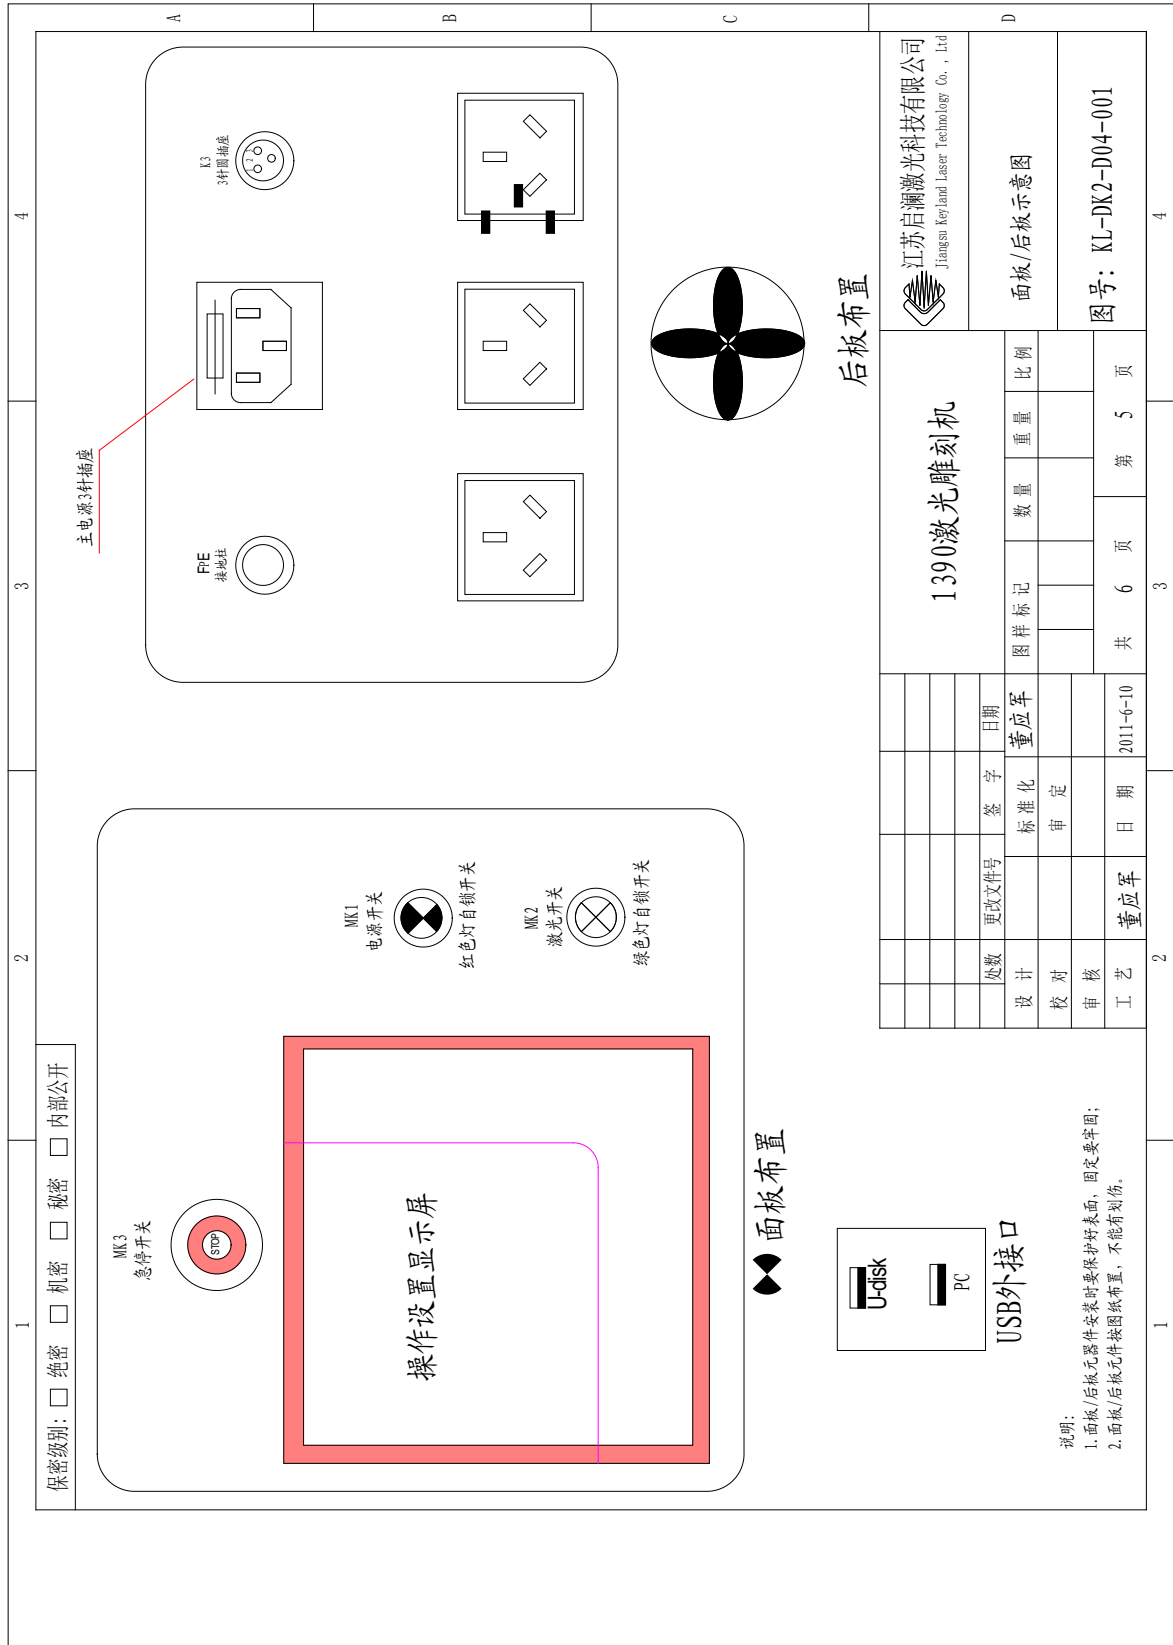 保密级别: □ 绝密 □ 机密 □ 秘密 □ 内部公开
1
2
3
4
A
B
C
D
MK3
急停开关
STOP
操作设置显示屏
MK1
电源开关
红色灯自锁开关
MK2
激光开关
绿色灯自锁开关
面板布置
U-disk
PC
USB外接口
主电源3针插座
FPE
接地柱
K3
3针圆插座
1
2
3
后板布置
说明:
1.面板/后板元器件安装时要保护好表面, 固定要牢固;
2.面板/后板元件按图纸布置, 不能有划伤。
处数 更改文件号 签 字 日期
设 计 标准化 董应军
校 对 审 定
审 核
工 艺 董应军 日 期 2011-6-10
1390激光雕刻机
图样标记 数 量 重 量 比 例
共 6 页 第 5 页
江苏启澜激光科技有限公司
Jiangsu Keyland Laser Technology Co., Ltd
面板/后板示意图
图号: KL-DK2-D04-001
1
2
3
4